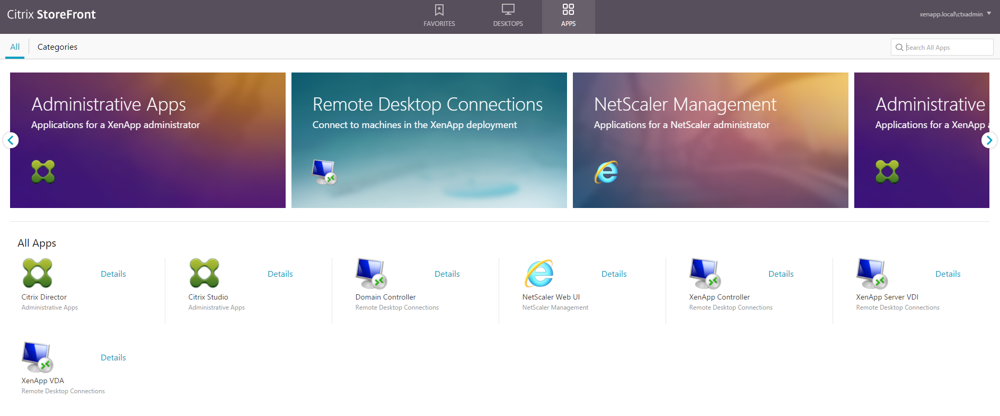 Citrix StoreFront
FAVORITES
DESKTOPS
APPS
xenapp.local\ctxadmin
All
Categories
Search All Apps
Administrative Apps
Applications for a XenApp administrator
Remote Desktop Connections
Connect to machines in the XenApp deployment
NetScaler Management
Applications for a NetScaler administrator
Administrative
Applications for a XenApp a
All Apps
Details
Citrix Director
Administrative Apps
Details
Citrix Studio
Administrative Apps
Details
Domain Controller
Remote Desktop Connections
Details
NetScaler Web UI
NetScaler Management
Details
XenApp Controller
Remote Desktop Connections
Details
XenApp Server VDI
Remote Desktop Connections
Details
XenApp VDA
Remote Desktop Connections